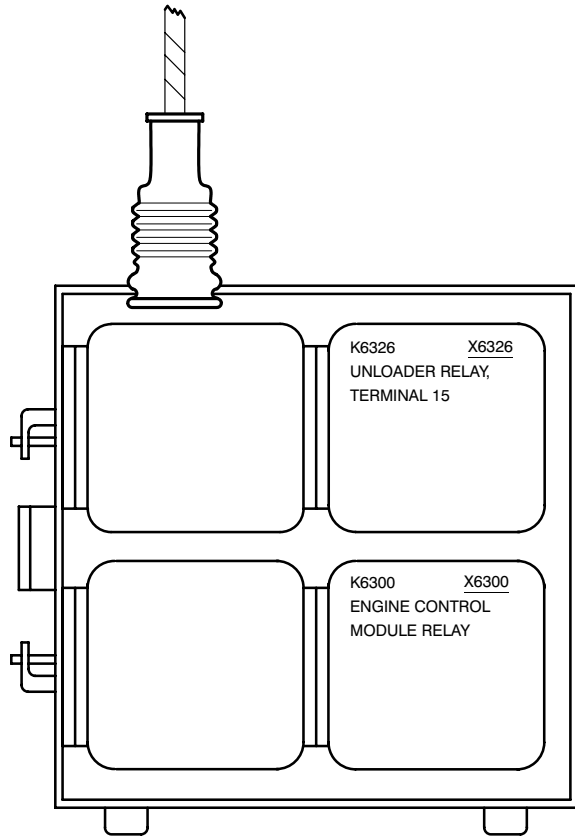 K6326 X6326
UNLOADER RELAY,
TERMINAL 15
K6300 X6300
ENGINE CONTROL
MODULE RELAY